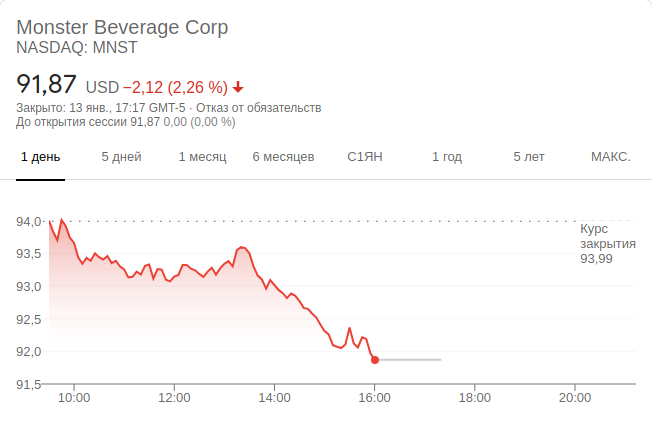 Monster Beverage Corp
NASDAQ: MNST
91,87 USD −2,12 (2,26 %)
Закрыто: 13 янв., 17:17 GMT-5 · Отказ от обязательств
До открытия сессии 91,87 0,00 (0,00 %)
1 день 5 дней 1 месяц 6 месяцев С1ЯН 1 год 5 лет МАКС.
94,0
Курс
закрытия
93,99
93,5
93,0
92,5
92,0
91,5
10:00 12:00 14:00 16:00 18:00 20:00